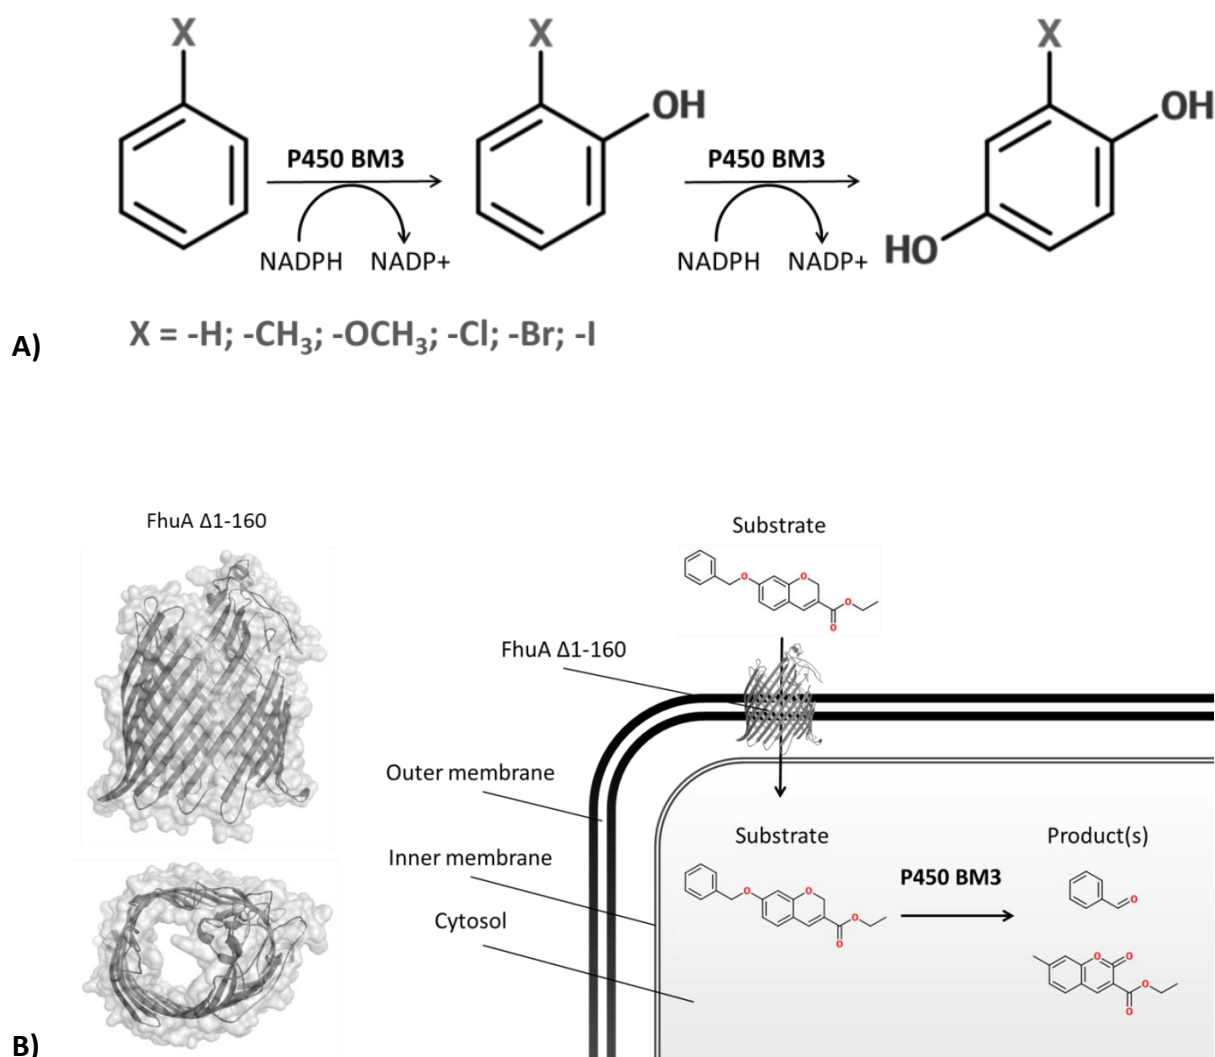 X X X
OH OH
P450 BM3 P450 BM3
HO
NADPH NADP+ NADPH NADP+
X = -H; -CH₃; -OCH₃; -Cl; -Br; -I
A)
FhuA Δ1-160
Substrate
O O
O
O
FhuA Δ1-160
Outer membrane
Substrate Product(s)
Inner membrane
P450 BM3
O O
O
O
O
Cytosol
O O
O
O
B)